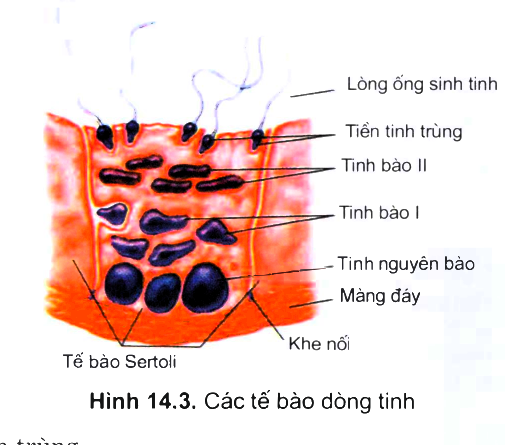 Lòng ống sinh tinh
Tiền tinh trùng
Tinh bào II
Tinh bào I
Tinh nguyên bào
Màng đáy
Khe nối
Tế bào Sertoli
Hình 14.3. Các tế bào dòng tinh
trùng